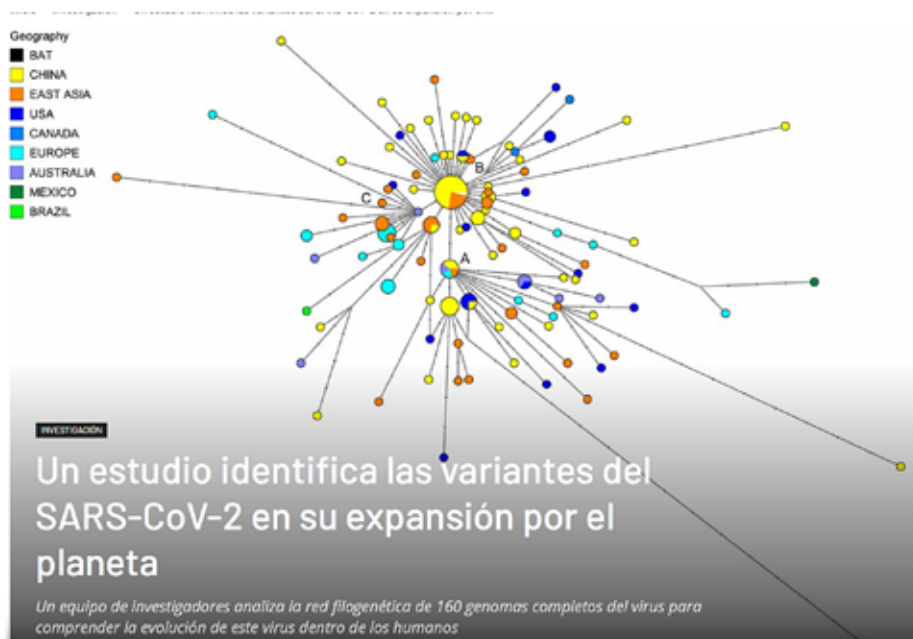 Geography
BAT
CHINA
EAST ASIA
USA
CANADA
EUROPE
AUSTRALIA
MEXICO
BRAZIL
B
C
A
INVESTIGACIÓN
Un estudio identifica las variantes del
SARS-CoV-2 en su expansión por el
planeta
Un equipo de investigadores analiza la red filogenética de 160 genomas completos del virus para
comprender la evolución de este virus dentro de los humanos